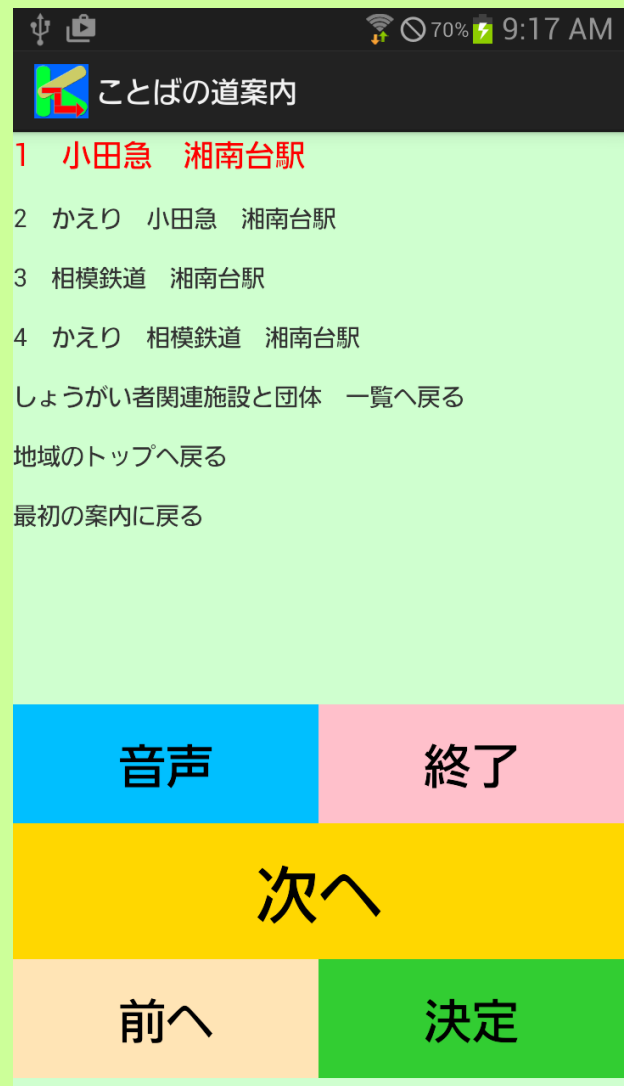 70% 9:17 AM
ことばの道案内
1 小田急 湘南台駅
2 かえり 小田急 湘南台駅
3 相模鉄道 湘南台駅
4 かえり 相模鉄道 湘南台駅
しょうがい者関連施設と団体 一覧へ戻る
地域のトップへ戻る
最初の案内に戻る
音声 終了
次へ
前へ 決定